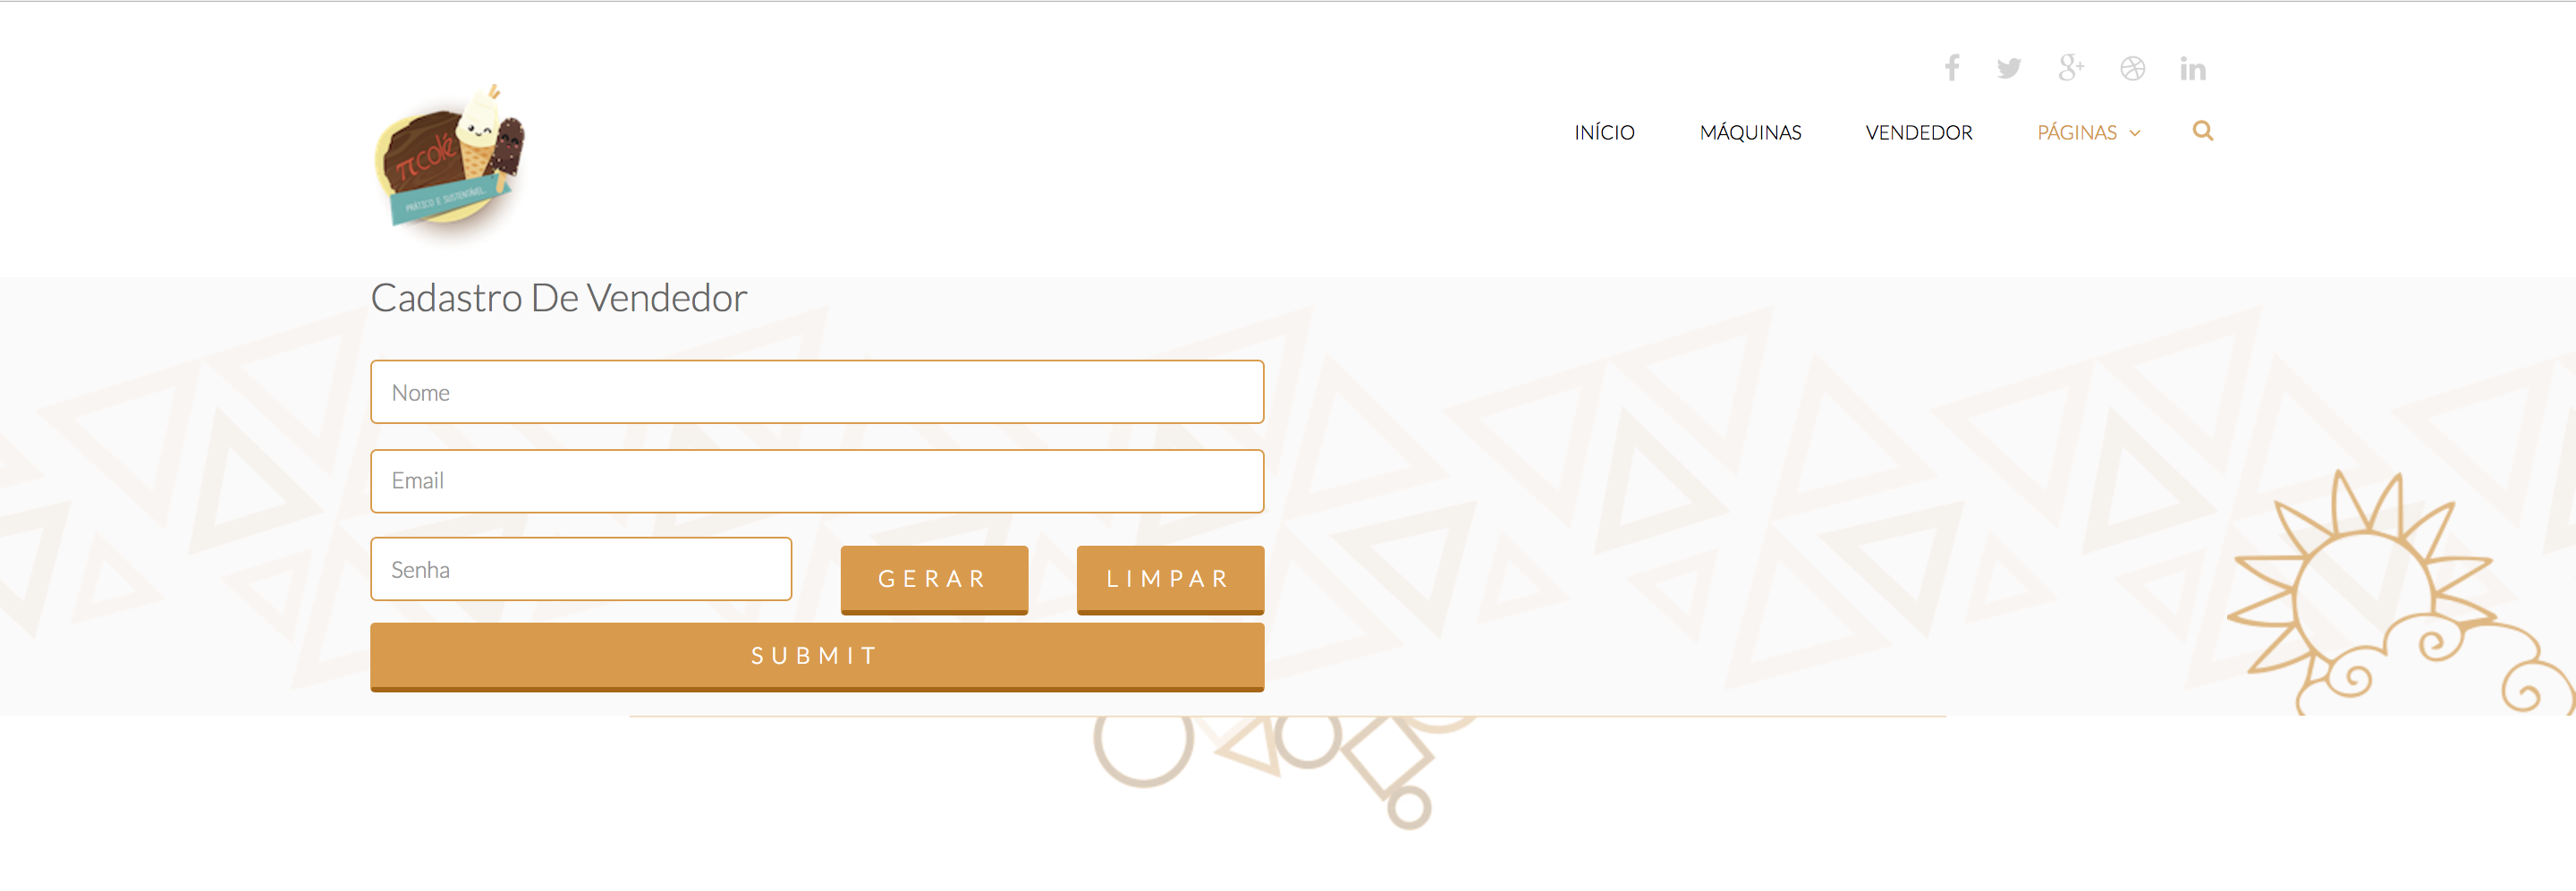 πcolé
PRÁTICO E SUSTENTÁVEL...
INÍCIO MÁQUINAS VENDEDOR PÁGINAS
Cadastro De Vendedor
Nome
Email
Senha GERAR LIMPAR
SUBMIT